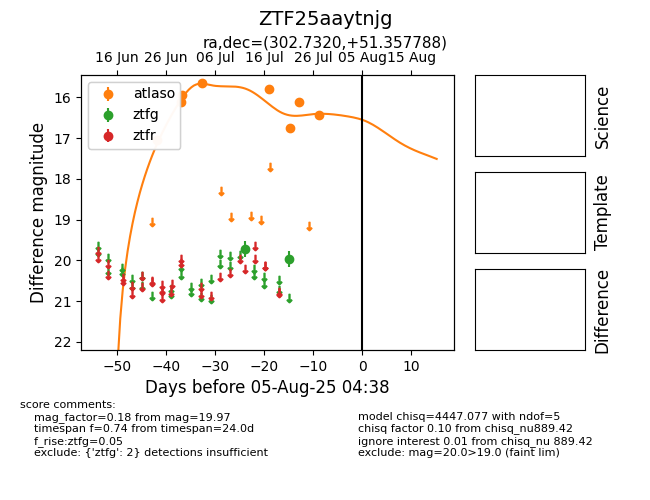 ZTF25aaytnjg
ra,dec=(302.7320,+51.357788)
16 Jun 26 Jun 06 Jul 16 Jul 26 Jul 05 Aug 15 Aug
atlaso
ztfg
ztfr
16
17
18
19
20
21
22
Difference magnitude
−50 −40 −30 −20 −10 0 10
Days before 05-Aug-25 04:38
Science
Template
Difference
score comments:
mag_factor=0.18 from mag=19.97
timespan f=0.74 from timespan=24.0d
f_rise:ztfg=0.05
exclude: {'ztfg': 2} detections insufficient
model chisq=4447.077 with ndof=5
chisq factor 0.10 from chisq_nu889.42
ignore interest 0.01 from chisq_nu 889.42
exclude: mag=20.0>19.0 (faint lim)